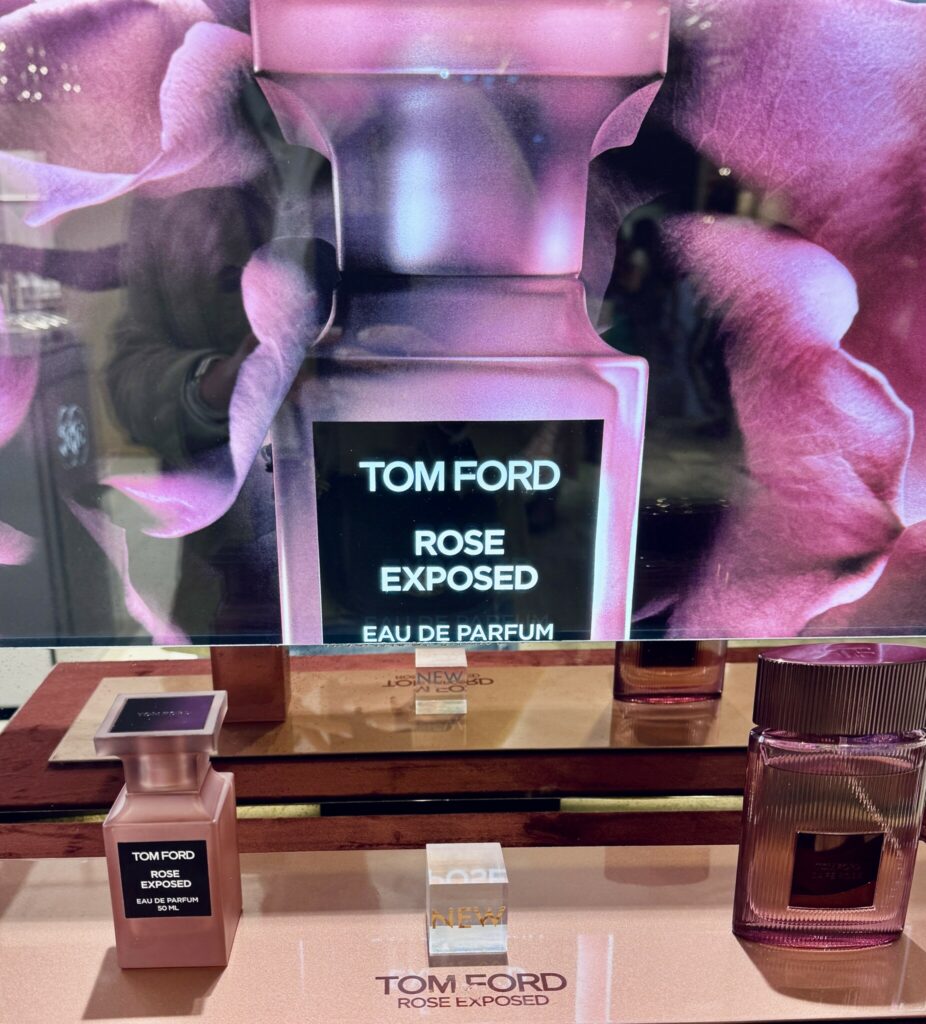 TOM FORD
ROSE
EXPOSED
EAU DE PARFUM
NEW
TOM FORD
ROSE
EXPOSED
EAU DE PARFUM
50 ML
NEW
TOM FORD
ROSE EXPOSED